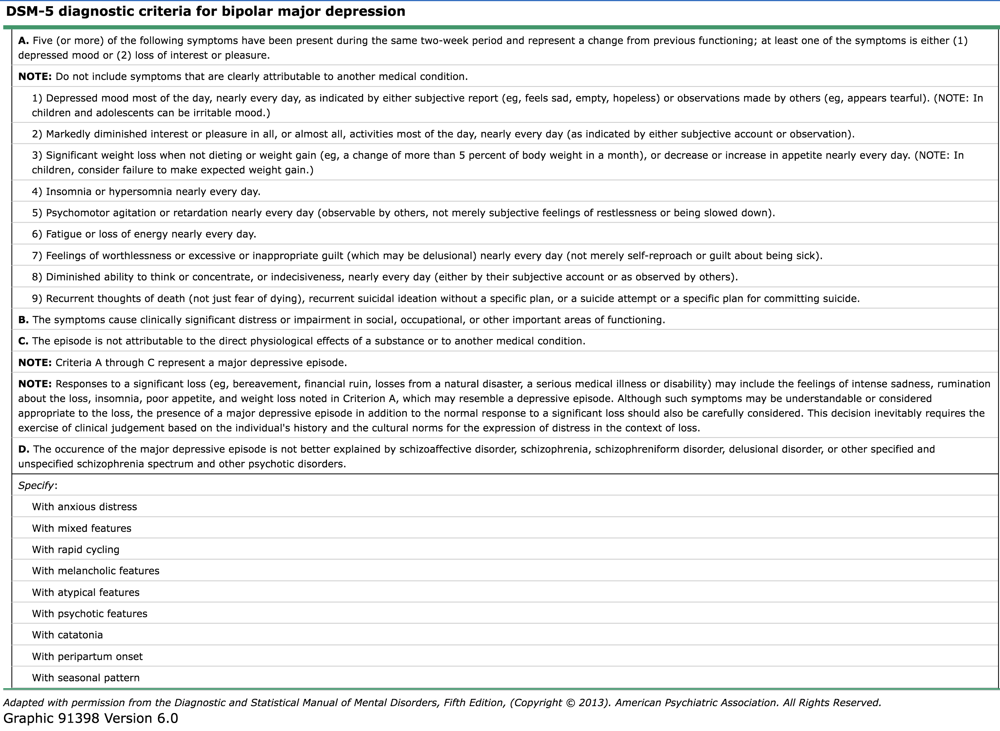 DSM-5 diagnostic criteria for bipolar major depression
A. Five (or more) of the following symptoms have been present during the same two-week period and represent a change from previous functioning; at least one of the symptoms is either (1)
depressed mood or (2) loss of interest or pleasure.
NOTE: Do not include symptoms that are clearly attributable to another medical condition.
1) Depressed mood most of the day, nearly every day, as indicated by either subjective report (eg, feels sad, empty, hopeless) or observations made by others (eg, appears tearful). (NOTE: In
children and adolescents can be irritable mood.)
2) Markedly diminished interest or pleasure in all, or almost all, activities most of the day, nearly every day (as indicated by either subjective account or observation).
3) Significant weight loss when not dieting or weight gain (eg, a change of more than 5 percent of body weight in a month), or decrease or increase in appetite nearly every day. (NOTE: In
children, consider failure to make expected weight gain.)
4) Insomnia or hypersomnia nearly every day.
5) Psychomotor agitation or retardation nearly every day (observable by others, not merely subjective feelings of restlessness or being slowed down).
6) Fatigue or loss of energy nearly every day.
7) Feelings of worthlessness or excessive or inappropriate guilt (which may be delusional) nearly every day (not merely self-reproach or guilt about being sick).
8) Diminished ability to think or concentrate, or indecisiveness, nearly every day (either by their subjective account or as observed by others).
9) Recurrent thoughts of death (not just fear of dying), recurrent suicidal ideation without a specific plan, or a suicide attempt or a specific plan for committing suicide.
B. The symptoms cause clinically significant distress or impairment in social, occupational, or other important areas of functioning.
C. The episode is not attributable to the direct physiological effects of a substance or to another medical condition.
NOTE: Criteria A through C represent a major depressive episode.
NOTE: Responses to a significant loss (eg, bereavement, financial ruin, losses from a natural disaster, a serious medical illness or disability) may include the feelings of intense sadness, rumination
about the loss, insomnia, poor appetite, and weight loss noted in Criterion A, which may resemble a depressive episode. Although such symptoms may be understandable or considered
appropriate to the loss, the presence of a major depressive episode in addition to the normal response to a significant loss should also be carefully considered. This decision inevitably requires the
exercise of clinical judgement based on the individual's history and the cultural norms for the expression of distress in the context of loss.
D. The occurence of the major depressive episode is not better explained by schizoaffective disorder, schizophrenia, schizophreniform disorder, delusional disorder, or other specified and
unspecified schizophrenia spectrum and other psychotic disorders.
Specify:
With anxious distress
With mixed features
With rapid cycling
With melancholic features
With atypical features
With psychotic features
With catatonia
With peripartum onset
With seasonal pattern
Adapted with permission from the Diagnostic and Statistical Manual of Mental Disorders, Fifth Edition, (Copyright © 2013). American Psychiatric Association. All Rights Reserved.
Graphic 91398 Version 6.0